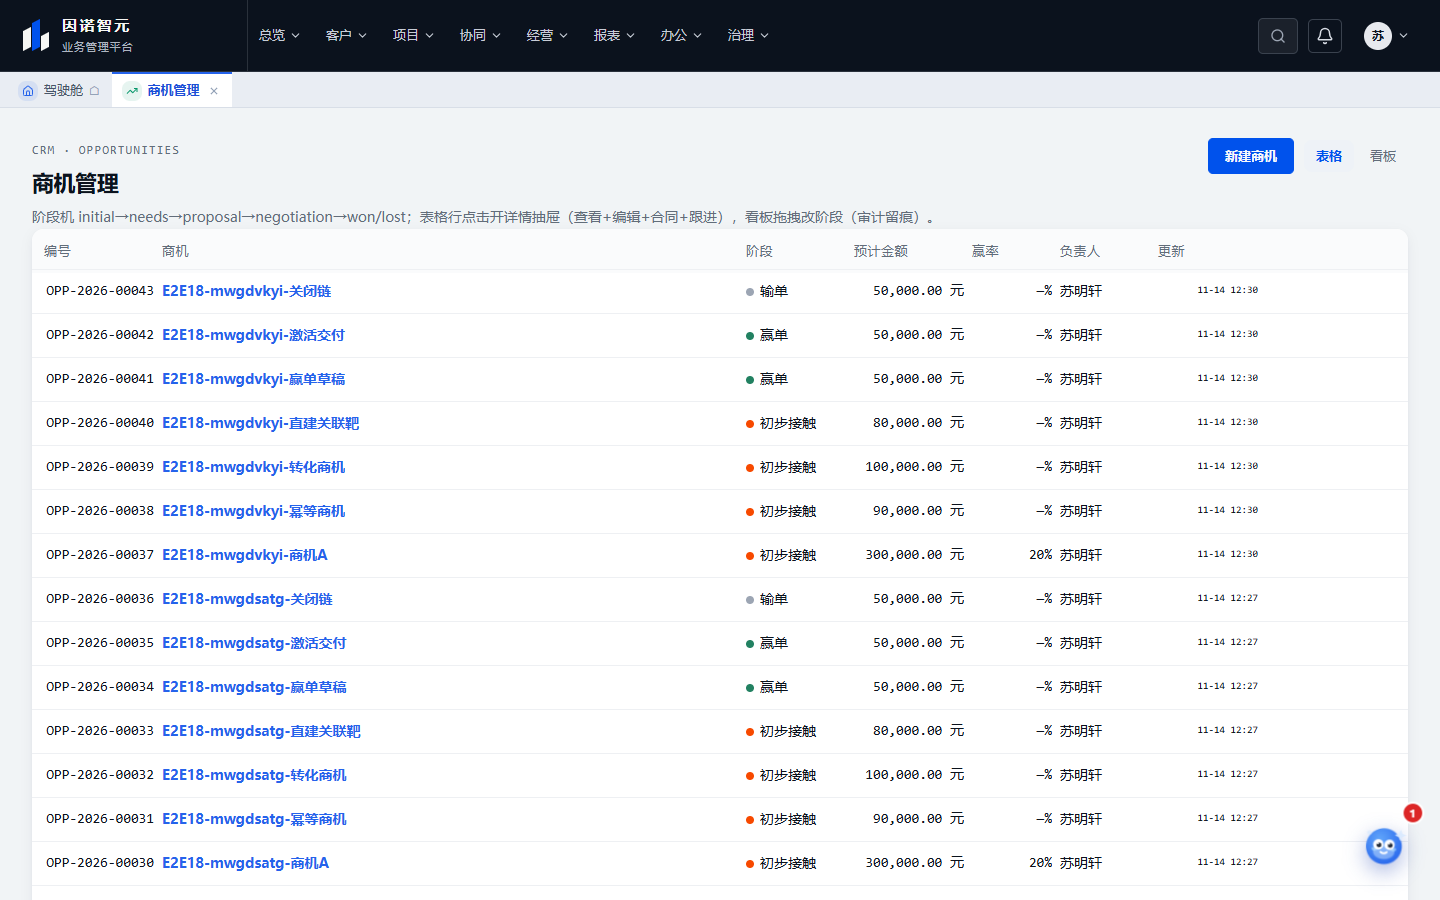 因诺智元
业务管理平台
总览 客户 项目 协同 经营 报表 办公 治理
苏
驾驶舱
商机管理
CRM · OPPORTUNITIES
商机管理
新建商机 表格 看板
阶段机 initial→needs→proposal→negotiation→won/lost；表格行点击开详情抽屉（查看+编辑+合同+跟进），看板拖拽改阶段（审计留痕）。
编号 商机 阶段 预计金额 赢率 负责人 更新
OPP-2026-00043 E2E18-mwgdvkyi-关闭链 输单 50,000.00 元 —% 苏明轩 11-14 12:30
OPP-2026-00042 E2E18-mwgdvkyi-激活交付 赢单 50,000.00 元 —% 苏明轩 11-14 12:30
OPP-2026-00041 E2E18-mwgdvkyi-赢单草稿 赢单 50,000.00 元 —% 苏明轩 11-14 12:30
OPP-2026-00040 E2E18-mwgdvkyi-直建关联靶 初步接触 80,000.00 元 —% 苏明轩 11-14 12:30
OPP-2026-00039 E2E18-mwgdvkyi-转化商机 初步接触 100,000.00 元 —% 苏明轩 11-14 12:30
OPP-2026-00038 E2E18-mwgdvkyi-幂等商机 初步接触 90,000.00 元 —% 苏明轩 11-14 12:30
OPP-2026-00037 E2E18-mwgdvkyi-商机A 初步接触 300,000.00 元 20% 苏明轩 11-14 12:30
OPP-2026-00036 E2E18-mwgdsatg-关闭链 输单 50,000.00 元 —% 苏明轩 11-14 12:27
OPP-2026-00035 E2E18-mwgdsatg-激活交付 赢单 50,000.00 元 —% 苏明轩 11-14 12:27
OPP-2026-00034 E2E18-mwgdsatg-赢单草稿 赢单 50,000.00 元 —% 苏明轩 11-14 12:27
OPP-2026-00033 E2E18-mwgdsatg-直建关联靶 初步接触 80,000.00 元 —% 苏明轩 11-14 12:27
OPP-2026-00032 E2E18-mwgdsatg-转化商机 初步接触 100,000.00 元 —% 苏明轩 11-14 12:27
OPP-2026-00031 E2E18-mwgdsatg-幂等商机 初步接触 90,000.00 元 —% 苏明轩 11-14 12:27
OPP-2026-00030 E2E18-mwgdsatg-商机A 初步接触 300,000.00 元 20% 苏明轩 11-14 12:27
1